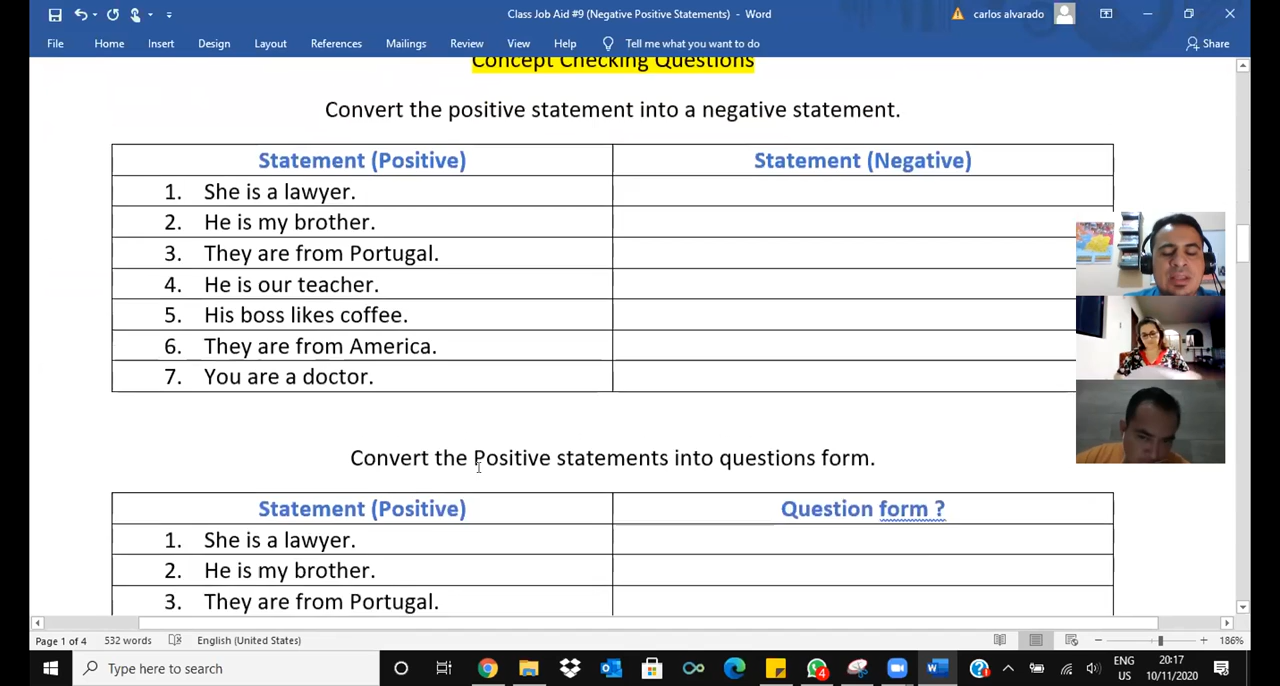 Class Job Aid #9 (Negative Positive Statements) - Word
carlos alvarado
File Home Insert Design Layout References Mailings Review View Help Tell me what you want to do Share
Concept Checking Questions
Convert the positive statement into a negative statement.
Statement (Positive) Statement (Negative)
1. She is a lawyer.
2. He is my brother.
3. They are from Portugal.
4. He is our teacher.
5. His boss likes coffee.
6. They are from America.
7. You are a doctor.
Convert the Positive statements into questions form.
Statement (Positive) Question form ?
1. She is a lawyer.
2. He is my brother.
3. They are from Portugal.
Page 1 of 4 532 words English (United States) 186%
Type here to search
4
ENG 20:17
US 10/11/2020